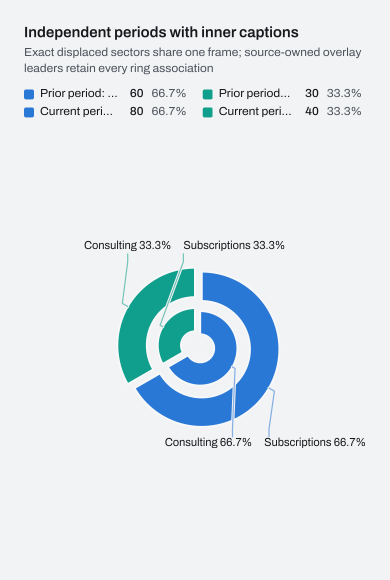 Independent periods with inner captions
Exact displaced sectors share one frame; source-owned overlay
leaders retain every ring association
Prior period: ... 60 66.7% Prior period... 30 33.3%
Current peri... 80 66.7% Current peri... 40 33.3%
Consulting 33.3% Subscriptions 33.3%
Consulting 66.7% Subscriptions 66.7%